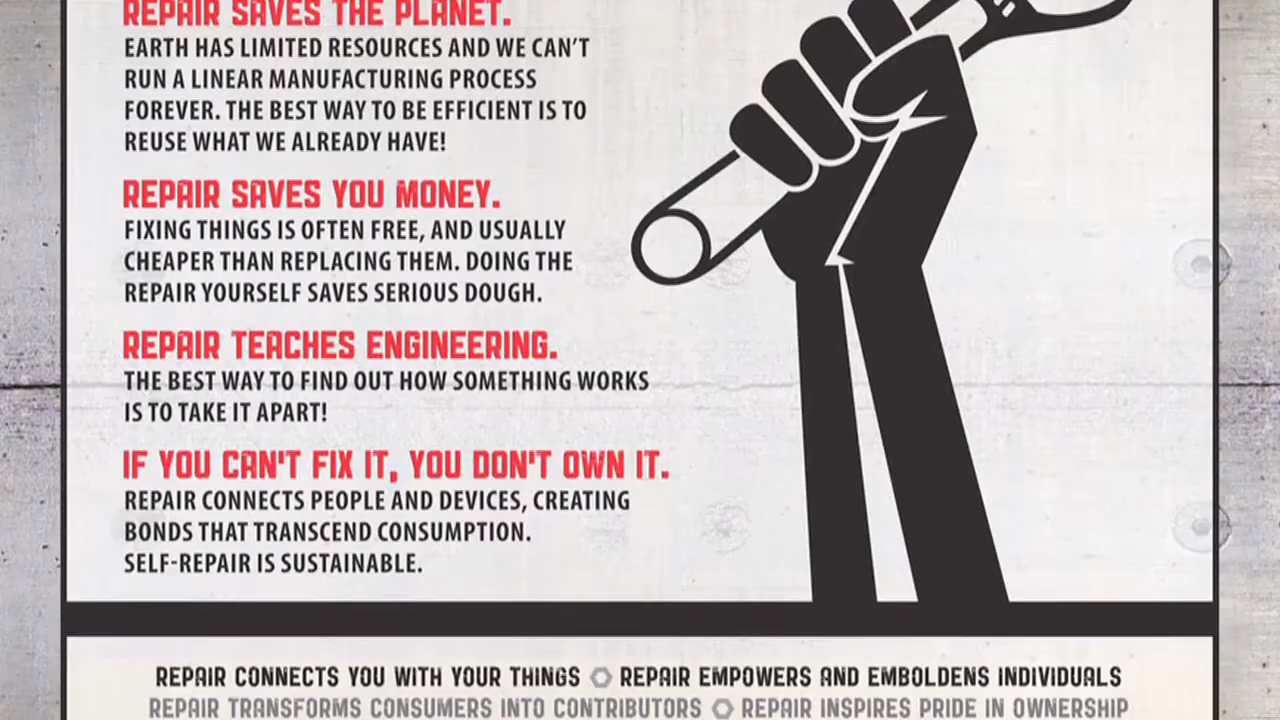 REPAIR SAVES THE PLANET.
EARTH HAS LIMITED RESOURCES AND WE CAN'T
RUN A LINEAR MANUFACTURING PROCESS
FOREVER. THE BEST WAY TO BE EFFICIENT IS TO
REUSE WHAT WE ALREADY HAVE!
REPAIR SAVES YOU MONEY.
FIXING THINGS IS OFTEN FREE, AND USUALLY
CHEAPER THAN REPLACING THEM. DOING THE
REPAIR YOURSELF SAVES SERIOUS DOUGH.
REPAIR TEACHES ENGINEERING.
THE BEST WAY TO FIND OUT HOW SOMETHING WORKS
IS TO TAKE IT APART!
IF YOU CAN'T FIX IT, YOU DON'T OWN IT.
REPAIR CONNECTS PEOPLE AND DEVICES, CREATING
BONDS THAT TRANSCEND CONSUMPTION.
SELF-REPAIR IS SUSTAINABLE.
REPAIR CONNECTS YOU WITH YOUR THINGS REPAIR EMPOWERS AND EMBOLDENS INDIVIDUALS
REPAIR TRANSFORMS CONSUMERS INTO CONTRIBUTORS REPAIR INSPIRES PRIDE IN OWNERSHIP